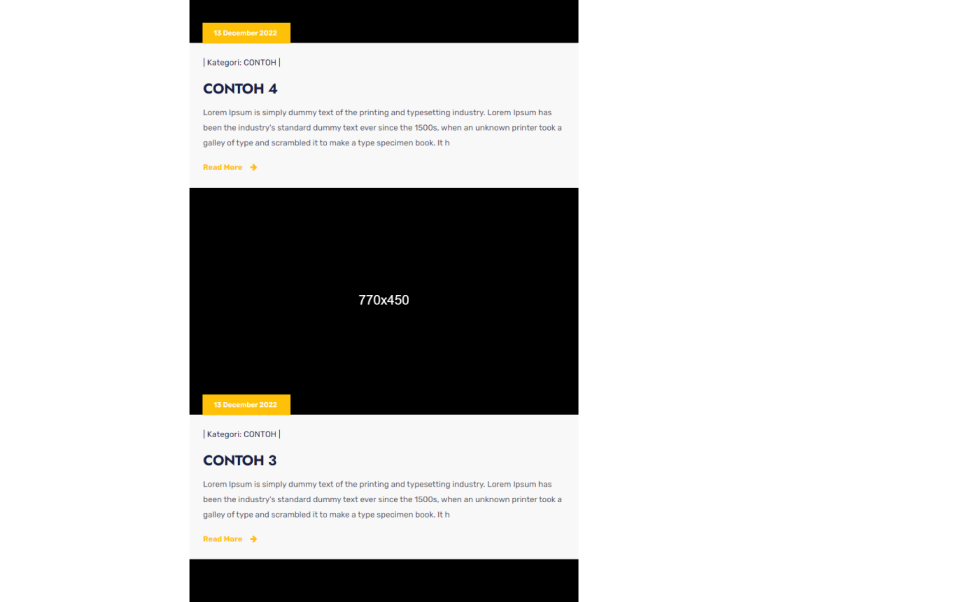 13 December 2022
| Kategori: CONTOH |
CONTOH 4
Lorem Ipsum is simply dummy text of the printing and typesetting industry. Lorem Ipsum has
been the industry's standard dummy text ever since the 1500s, when an unknown printer took a
galley of type and scrambled it to make a type specimen book. It h
Read More
770x450
13 December 2022
| Kategori: CONTOH |
CONTOH 3
Lorem Ipsum is simply dummy text of the printing and typesetting industry. Lorem Ipsum has
been the industry's standard dummy text ever since the 1500s, when an unknown printer took a
galley of type and scrambled it to make a type specimen book. It h
Read More